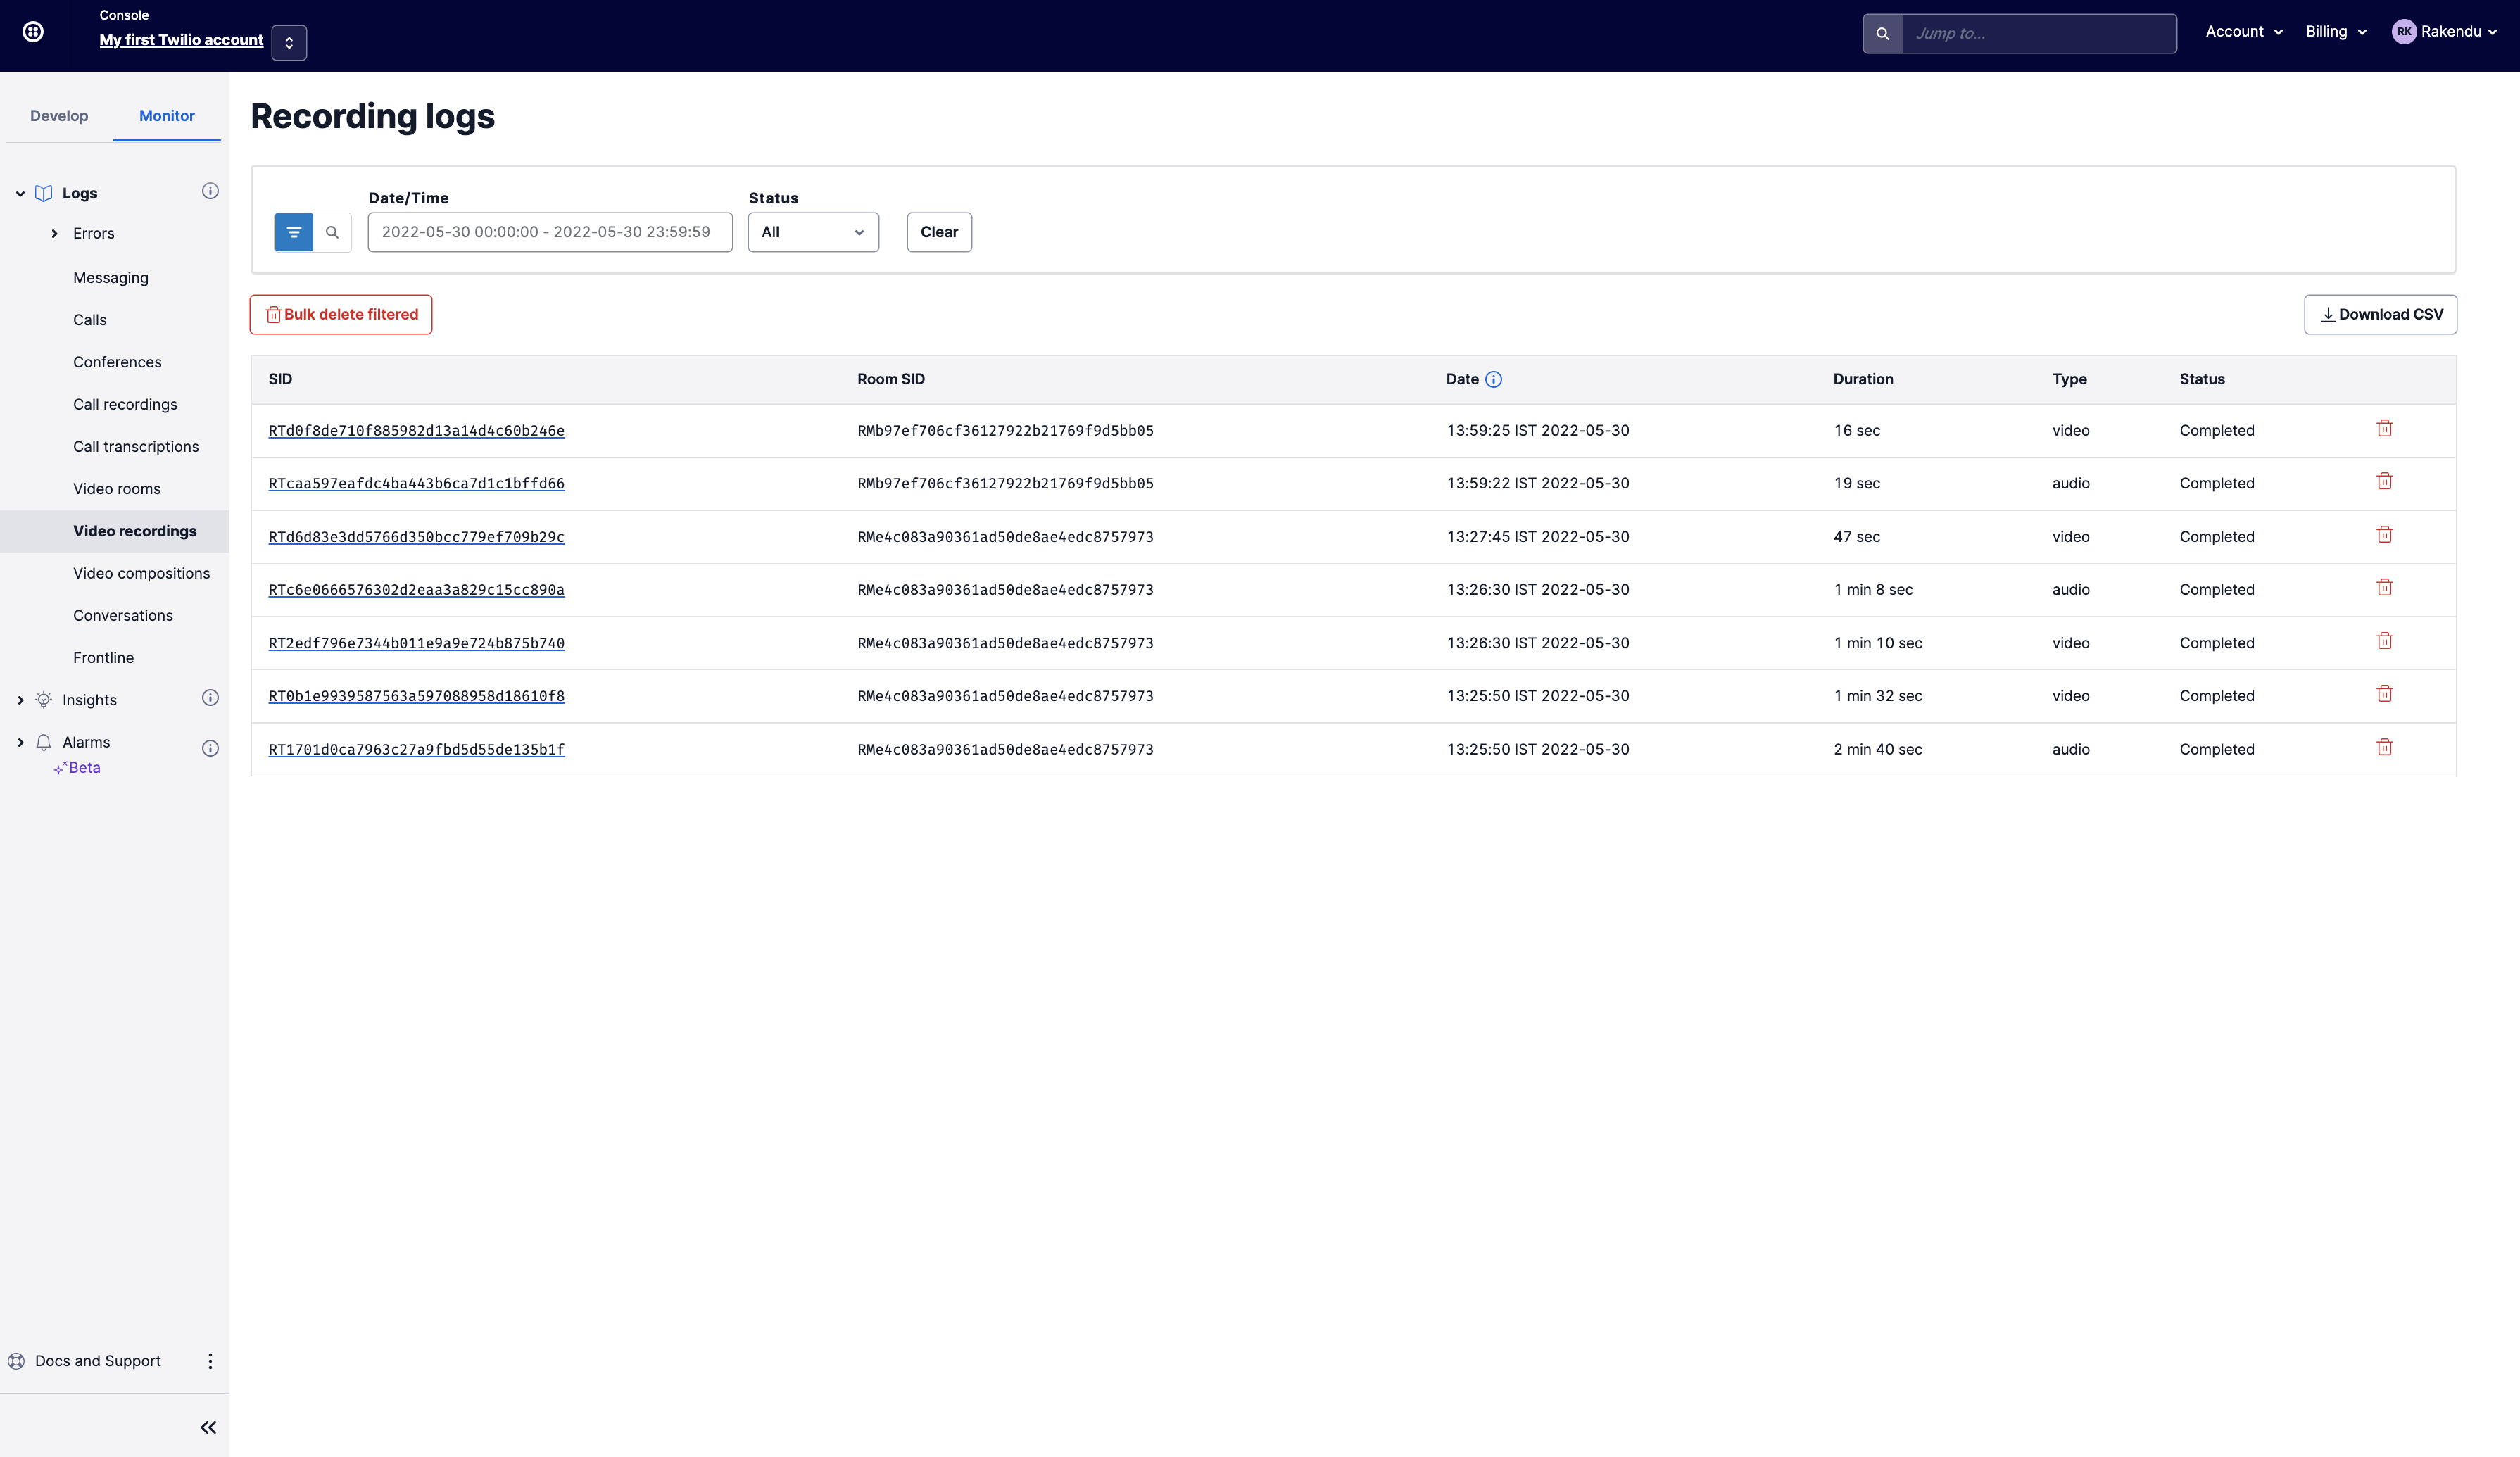 Console
My first Twilio account
Jump to...
Account
Billing
RK Rakendu
Develop
Monitor
Logs
Errors
Messaging
Calls
Conferences
Call recordings
Call transcriptions
Video rooms
Video recordings
Video compositions
Conversations
Frontline
Insights
Alarms
Beta
Docs and Support
Recording logs
Date/Time
Status
2022-05-30 00:00:00 - 2022-05-30 23:59:59
All
Clear
Bulk delete filtered
Download CSV
SID Room SID Date Duration Type Status
RTd0f8de710f885982d13a14d4c60b246e RMb97ef706cf36127922b21769f9d5bb05 13:59:25 IST 2022-05-30 16 sec video Completed
RTcaa597eafdc4ba443b6ca7d1c1bffd66 RMb97ef706cf36127922b21769f9d5bb05 13:59:22 IST 2022-05-30 19 sec audio Completed
RTd6d83e3dd5766d350bcc779ef709b29c RMe4c083a90361ad50de8ae4edc8757973 13:27:45 IST 2022-05-30 47 sec video Completed
RTc6e0666576302d2eaa3a829c15cc890a RMe4c083a90361ad50de8ae4edc8757973 13:26:30 IST 2022-05-30 1 min 8 sec audio Completed
RT2edf796e7344b011e9a9e724b875b740 RMe4c083a90361ad50de8ae4edc8757973 13:26:30 IST 2022-05-30 1 min 10 sec video Completed
RT0b1e9939587563a597088958d18610f8 RMe4c083a90361ad50de8ae4edc8757973 13:25:50 IST 2022-05-30 1 min 32 sec video Completed
RT1701d0ca7963c27a9fbd5d55de135b1f RMe4c083a90361ad50de8ae4edc8757973 13:25:50 IST 2022-05-30 2 min 40 sec audio Completed